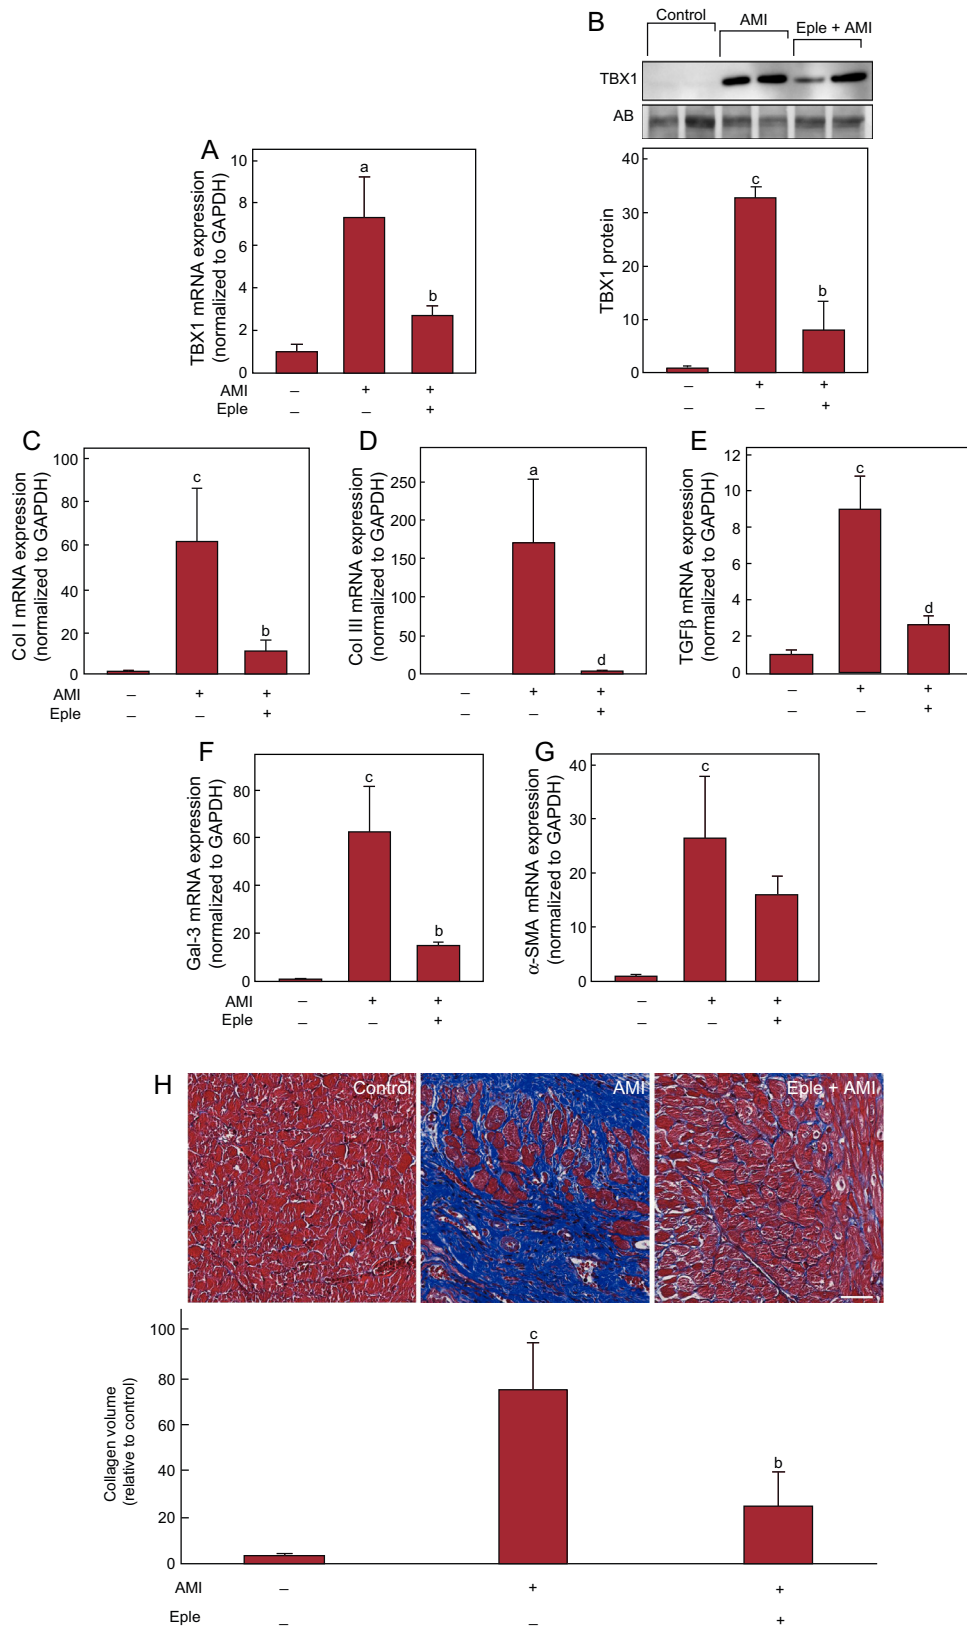 B
Control
AMI
Eple + AMI
TBX1
AB
A
TBX1 mRNA expression
(normalized to GAPDH)
10
8
6
4
2
0
a
b
AMI – + +
Eple – – +
TBX1 protein
40
30
20
10
0
c
b
– + +
– – +
C
Col I mRNA expression
(normalized to GAPDH)
100
80
60
40
20
0
c
b
AMI – + +
Eple – – +
D
Col III mRNA expression
(normalized to GAPDH)
250
200
150
100
50
0
a
d
– + +
– – +
E
TGFβ mRNA expression
(normalized to GAPDH)
12
10
8
6
4
2
0
c
d
– + +
– – +
F
Gal-3 mRNA expression
(normalized to GAPDH)
80
60
40
20
0
c
b
AMI – + +
Eple – – +
G
α-SMA mRNA expression
(normalized to GAPDH)
40
30
20
10
0
c
– + +
– – +
H
Control
AMI
Eple + AMI
Collagen volume
(relative to control)
100
80
60
40
20
0
c
b
AMI – + +
Eple – – +